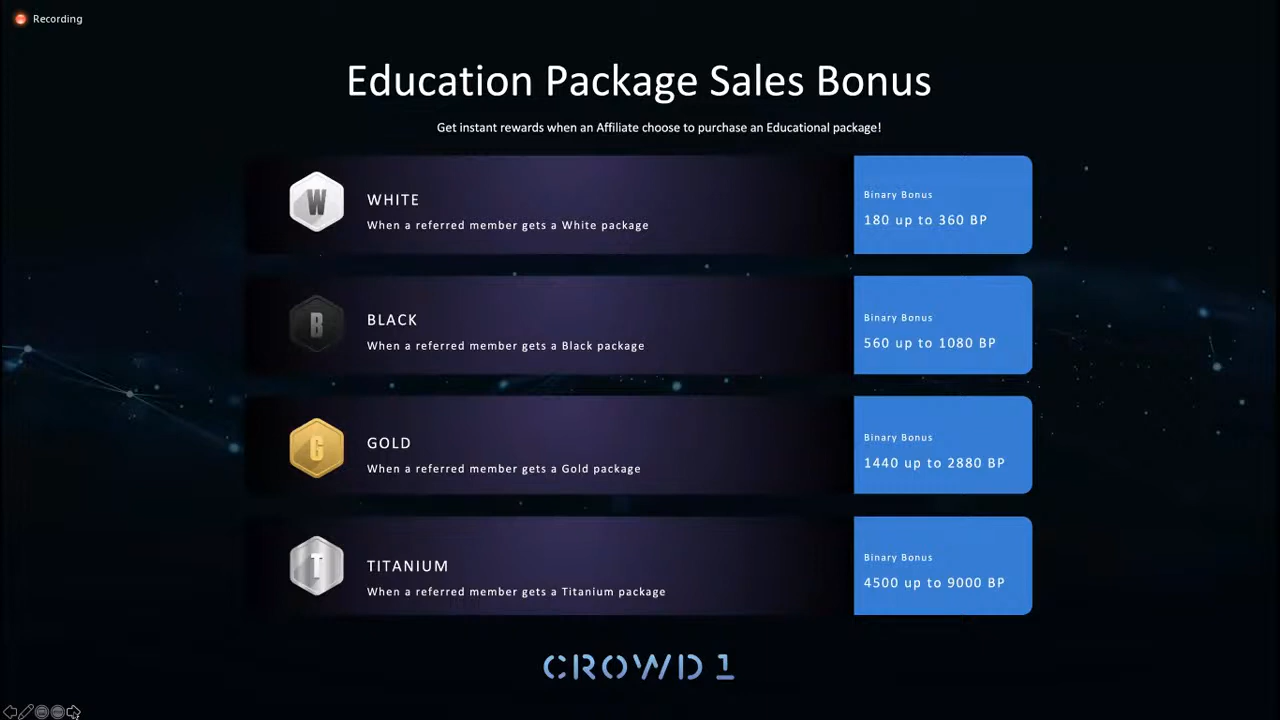 Recording
Education Package Sales Bonus
Get instant rewards when an Affiliate choose to purchase an Educational package!
W
WHITE
When a referred member gets a White package
Binary Bonus
180 up to 360 BP
B
BLACK
When a referred member gets a Black package
Binary Bonus
560 up to 1080 BP
G
GOLD
When a referred member gets a Gold package
Binary Bonus
1440 up to 2880 BP
T
TITANIUM
When a referred member gets a Titanium package
Binary Bonus
4500 up to 9000 BP
CROWD 1